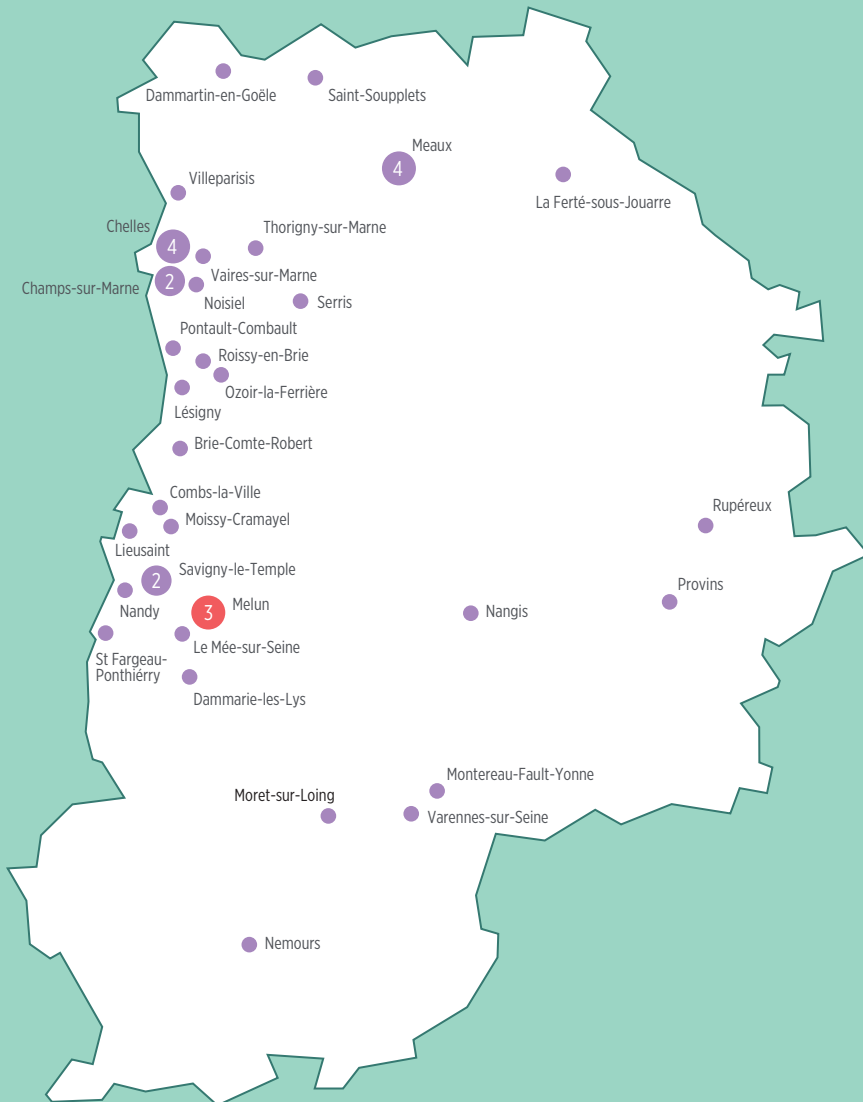 Dammartin-en-Goële
Saint-Soupplets
Meaux
4
Villeparisis
La Ferté-sous-Jouarre
Chelles
4
Thorigny-sur-Marne
Vaires-sur-Marne
Champs-sur-Marne
2
Noisiel
Serris
Pontault-Combault
Roissy-en-Brie
Ozoir-la-Ferrière
Lésigny
Brie-Comte-Robert
Combs-la-Ville
Moissy-Cramayel
Rupéreux
Lieusaint
Savigny-le-Temple
2
Provins
Nandy
3
Melun
Nangis
Le Mée-sur-Seine
St Fargeau-
Ponthiérry
Dammarie-les-Lys
Montereau-Fault-Yonne
Moret-sur-Loing
Varennes-sur-Seine
Nemours